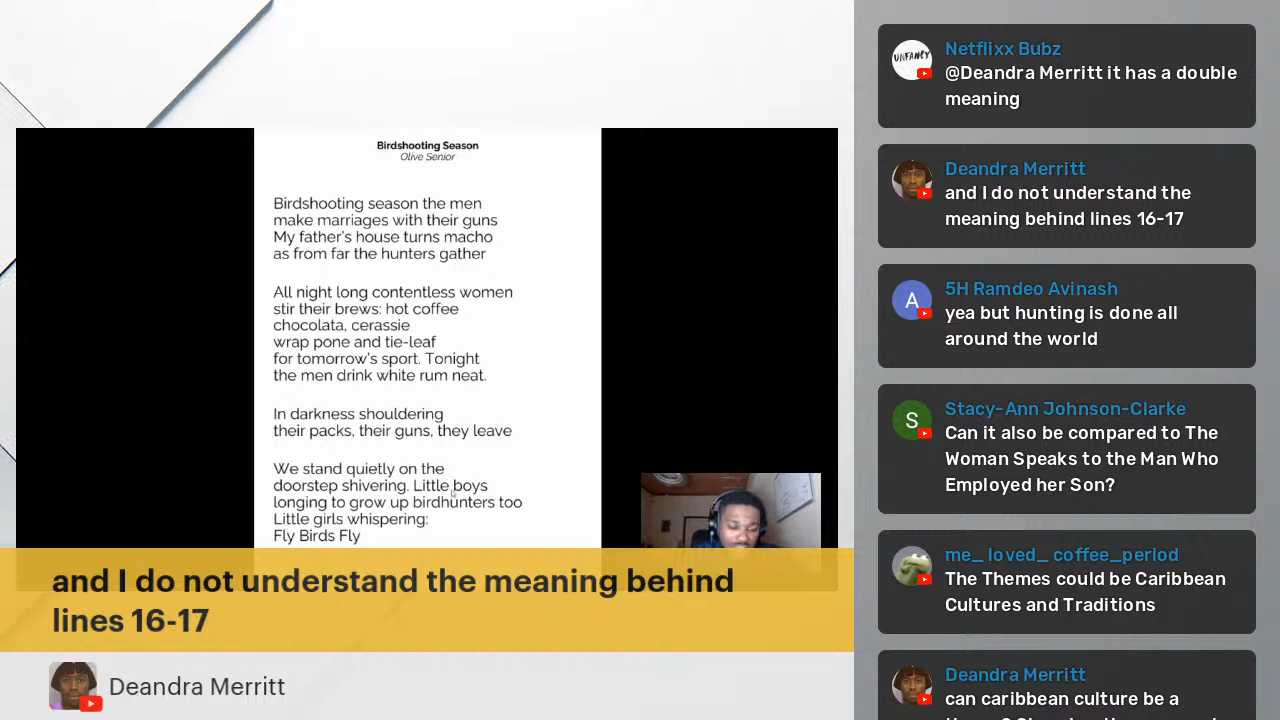 Birdshooting Season
Olive Senior
Birdshooting season the men
make marriages with their guns
My father's house turns macho
as from far the hunters gather
All night long contentless women
stir their brews: hot coffee
chocolata, cerassie
wrap pone and tie-leaf
for tomorrow's sport. Tonight
the men drink white rum neat.
In darkness shouldering
their packs, their guns, they leave
We stand quietly on the
doorstep shivering. Little boys
longing to grow up birdhunters too
Little girls whispering:
Fly Birds Fly
and I do not understand the meaning behind
lines 16-17
Deandra Merritt
UNFANCY
Netflixx Bubz
@Deandra Merritt it has a double
meaning
Deandra Merritt
and I do not understand the
meaning behind lines 16-17
A
5H Ramdeo Avinash
yea but hunting is done all
around the world
S
Stacy-Ann Johnson-Clarke
Can it also be compared to The
Woman Speaks to the Man Who
Employed her Son?
me_ loved_ coffee_period
The Themes could be Caribbean
Cultures and Traditions
Deandra Merritt
can caribbean culture be a